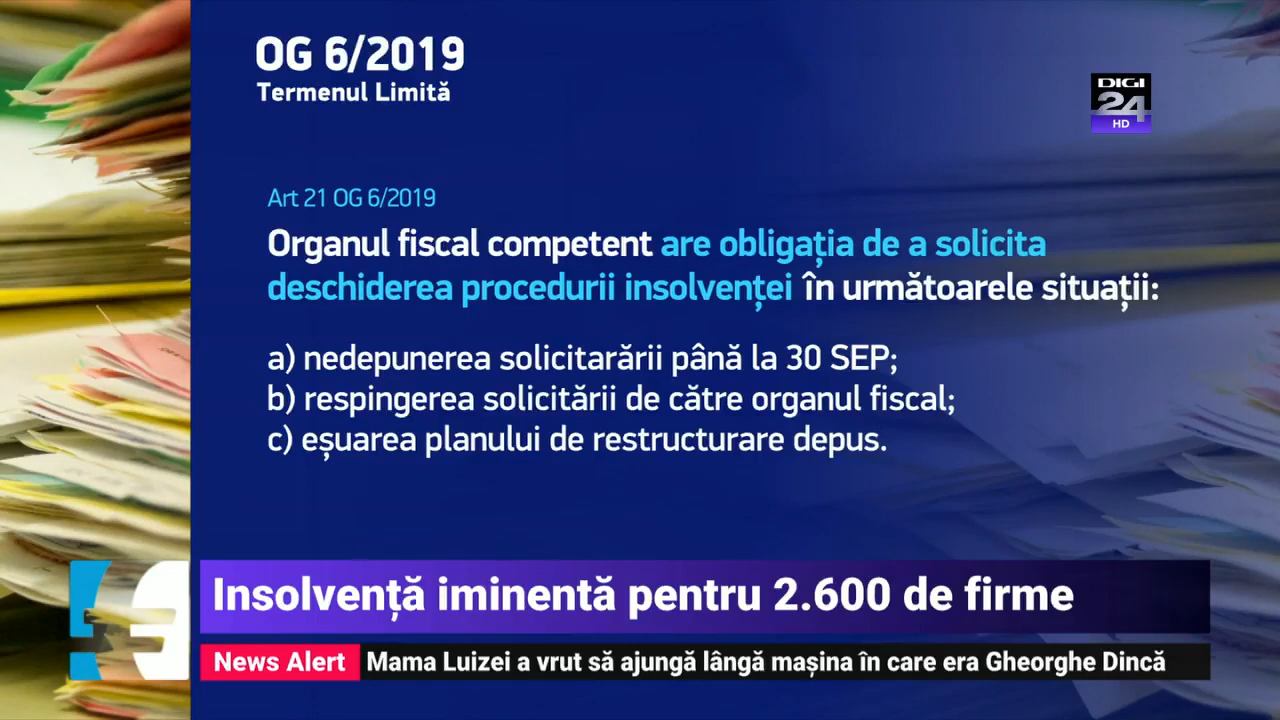 OG 6/2019
Termenul Limită
DIGI
24
HD
Art 21 OG 6/2019
Organul fiscal competent are obligația de a solicita
deschiderea procedurii insolvenței în următoarele situații:
a) nedepunerea solicitarării până la 30 SEP;
b) respingerea solicitării de către organul fiscal;
c) eșuarea planului de restructurare depus.
Insolvență iminentă pentru 2.600 de firme
News Alert Mama Luizei a vrut să ajungă lângă mașina în care era Gheorghe Dincă